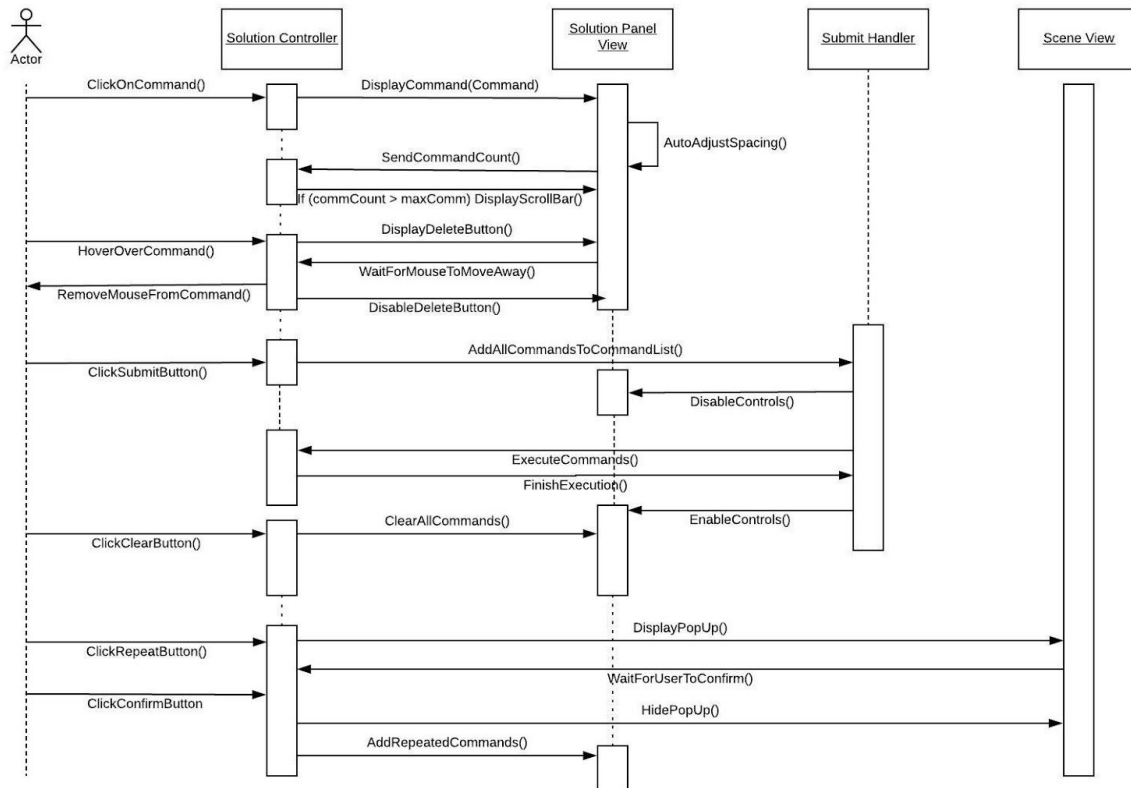 Actor
Solution Controller
Solution Panel
View
Submit Handler
Scene View
ClickOnCommand()
DisplayCommand(Command)
AutoAdjustSpacing()
SendCommandCount()
If (commCount > maxComm) DisplayScrollBar()
HoverOverCommand()
DisplayDeleteButton()
WaitForMouseToMoveAway()
RemoveMouseFromCommand()
DisableDeleteButton()
AddAllCommandsToCommandList()
ClickSubmitButton()
DisableControls()
ExecuteCommands()
FinishExecution()
EnableControls()
ClearAllCommands()
ClickClearButton()
DisplayPopUp()
ClickRepeatButton()
WaitForUserToConfirm()
ClickConfirmButton
HidePopUp()
AddRepeatedCommands()